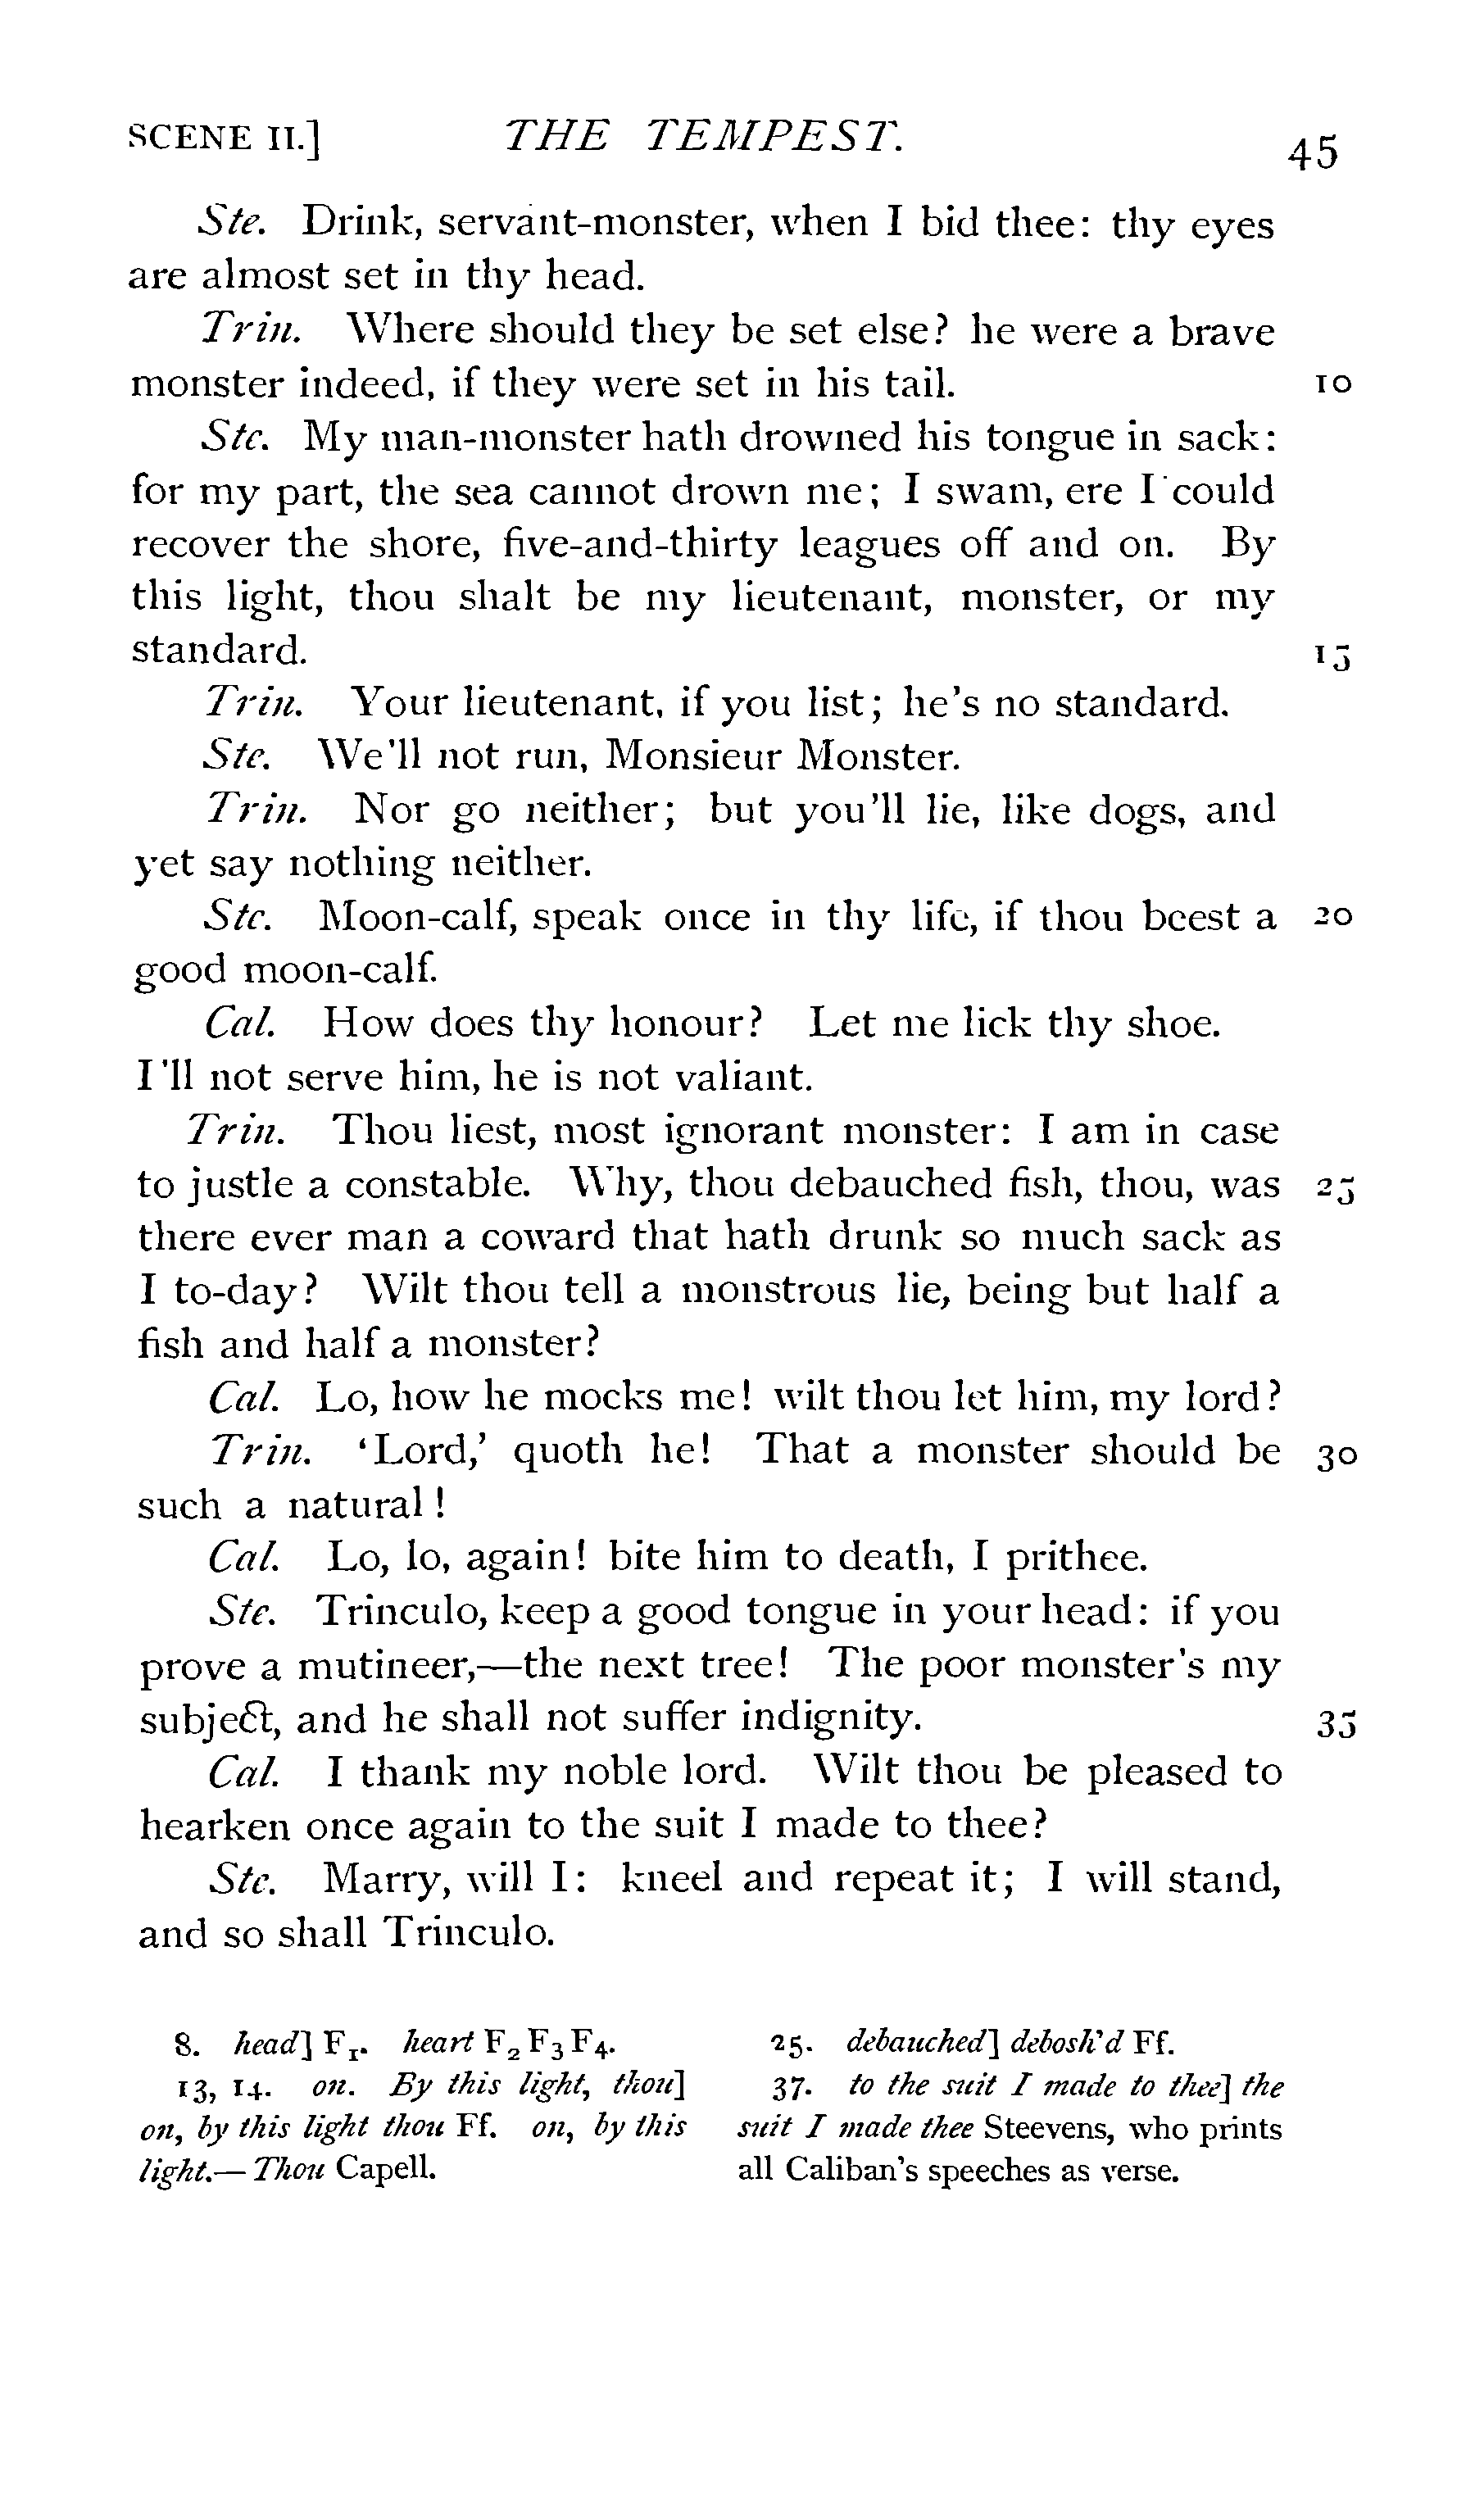 SCENE II.] THE TEMPEST. 45
Ste. Drink, servant-monster, when I bid thee: thy eyes
are almost set in thy head.
Trin. Where should they be set else? he were a brave
monster indeed, if they were set in his tail. 10
Ste. My man-monster hath drowned his tongue in sack:
for my part, the sea cannot drown me; I swam, ere I could
recover the shore, five-and-thirty leagues off and on. By
this light, thou shalt be my lieutenant, monster, or my
standard. 15
Trin. Your lieutenant, if you list; he's no standard.
Ste. We'll not run, Monsieur Monster.
Trin. Nor go neither; but you'll lie, like dogs, and
yet say nothing neither.
Ste. Moon-calf, speak once in thy life, if thou beest a 20
good moon-calf.
Cal. How does thy honour? Let me lick thy shoe.
I'll not serve him, he is not valiant.
Trin. Thou liest, most ignorant monster: I am in case
to justle a constable. Why, thou debauched fish, thou, was 25
there ever man a coward that hath drunk so much sack as
I to-day? Wilt thou tell a monstrous lie, being but half a
fish and half a monster?
Cal. Lo, how he mocks me! wilt thou let him, my lord?
Trin. 'Lord,' quoth he! That a monster should be 30
such a natural!
Cal. Lo, lo, again! bite him to death, I prithee.
Ste. Trinculo, keep a good tongue in your head: if you
prove a mutineer,—the next tree! The poor monster's my
subject, and he shall not suffer indignity. 35
Cal. I thank my noble lord. Wilt thou be pleased to
hearken once again to the suit I made to thee?
Ste. Marry, will I: kneel and repeat it; I will stand,
and so shall Trinculo.
8. head] F1. heart F2 F3 F4.
13, 14. on. By this light, thou]
on, by this light thou Ff. on, by this
light.—Thou Capell.
25. debauched] debosh'd Ff.
37. to the suit I made to thee] the
suit I made thee Steevens, who prints
all Caliban's speeches as verse.